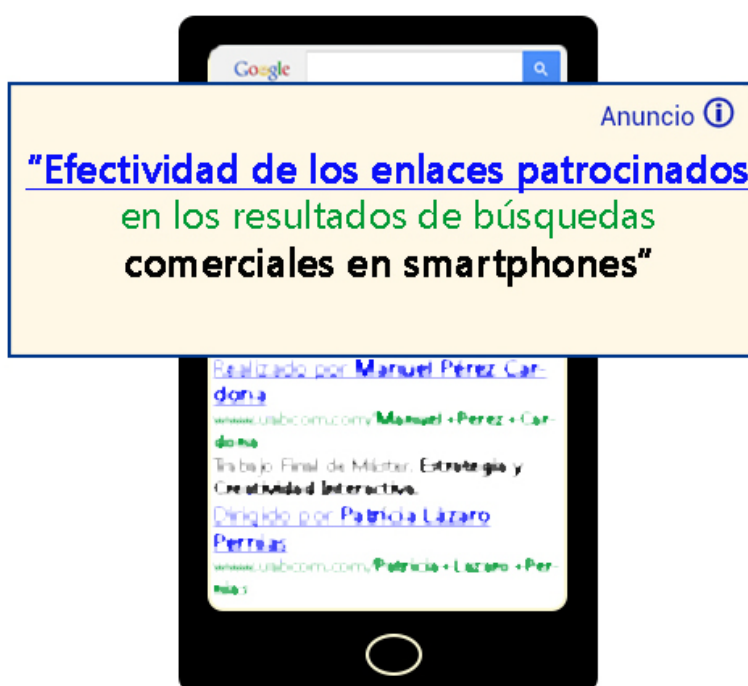 Google
Anuncio
"Efectividad de los enlaces patrocinados
en los resultados de búsquedas
comerciales en smartphones"
Realizado por Manuel Pérez Car-
dona
www.uabcom.com/Manuel+Perez+Car-
dona
Trabajo Final de Máster. Estrategia y
Creatividad Interactiva.
Dirigido por Patricia Lázaro
Pernias
www.uabcom.com/Patricia+Lazaro+Per-
nias